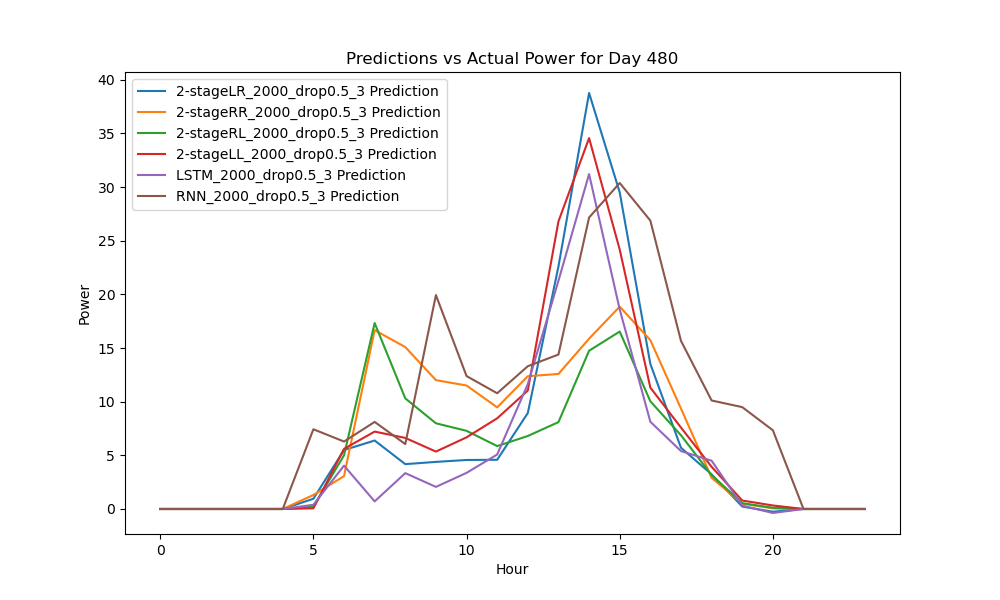 Predictions vs Actual Power for Day 480
2-stageLR_2000_drop0.5_3 Prediction
2-stageRR_2000_drop0.5_3 Prediction
2-stageRL_2000_drop0.5_3 Prediction
2-stageLL_2000_drop0.5_3 Prediction
LSTM_2000_drop0.5_3 Prediction
RNN_2000_drop0.5_3 Prediction
Power
40
35
30
25
20
15
10
5
0
0 5 10 15 20
Hour